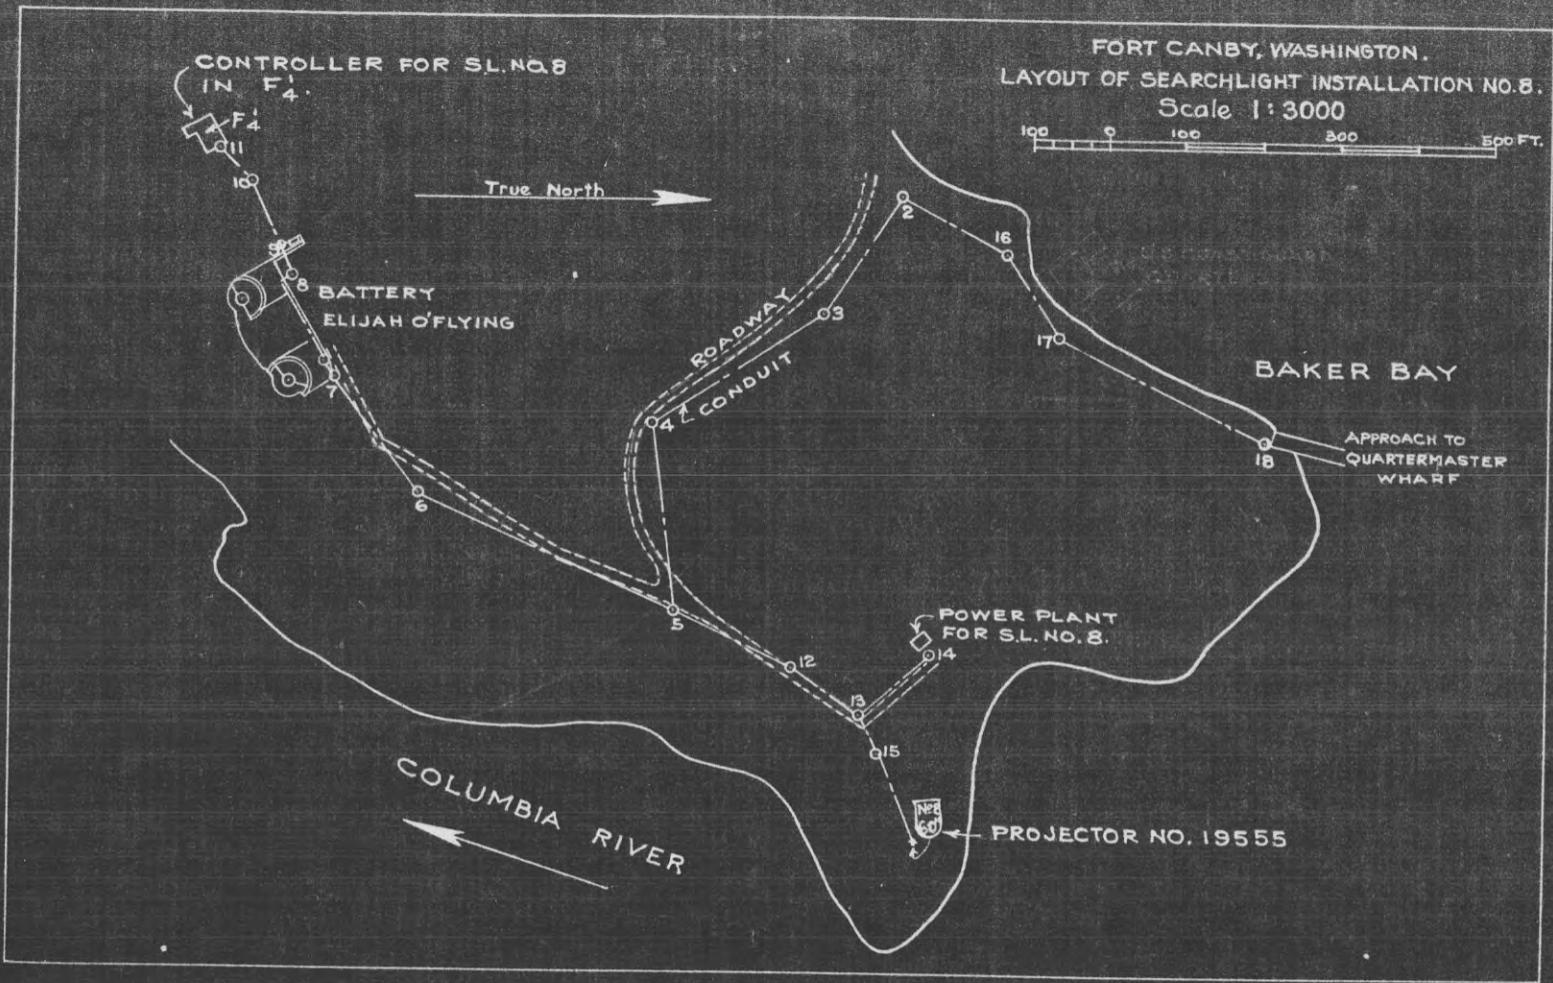 FORT CANBY, WASHINGTON.
LAYOUT OF SEARCHLIGHT INSTALLATION NO.8.
Scale 1:3000
100 0 100 300 500 FT.
CONTROLLER FOR S.L. NO.8
IN F'4.
F'4
11
10
9
8
BATTERY
ELIJAH O'FLYING
7
6
True North
2
16
3
17
ROADWAY
CONDUIT
4
BAKER BAY
18
APPROACH TO
QUARTERMASTER
WHARF
5
POWER PLANT
FOR S.L. NO. 8.
14
12
13
15
COLUMBIA RIVER
No8
60"
PROJECTOR NO. 19555